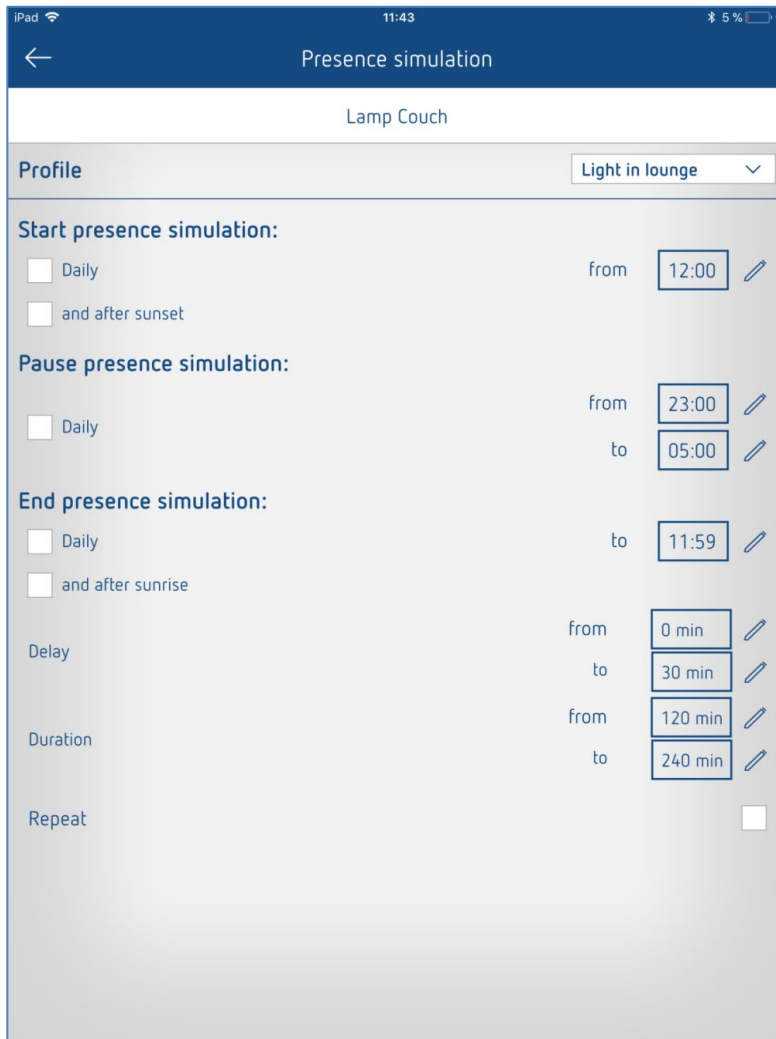 iPad 11:43 5 %
Presence simulation
Lamp Couch
Profile Light in lounge
Start presence simulation:
Daily from 12:00
and after sunset
Pause presence simulation:
from 23:00
Daily
to 05:00
End presence simulation:
Daily to 11:59
and after sunrise
from 0 min
Delay
to 30 min
from 120 min
Duration
to 240 min
Repeat